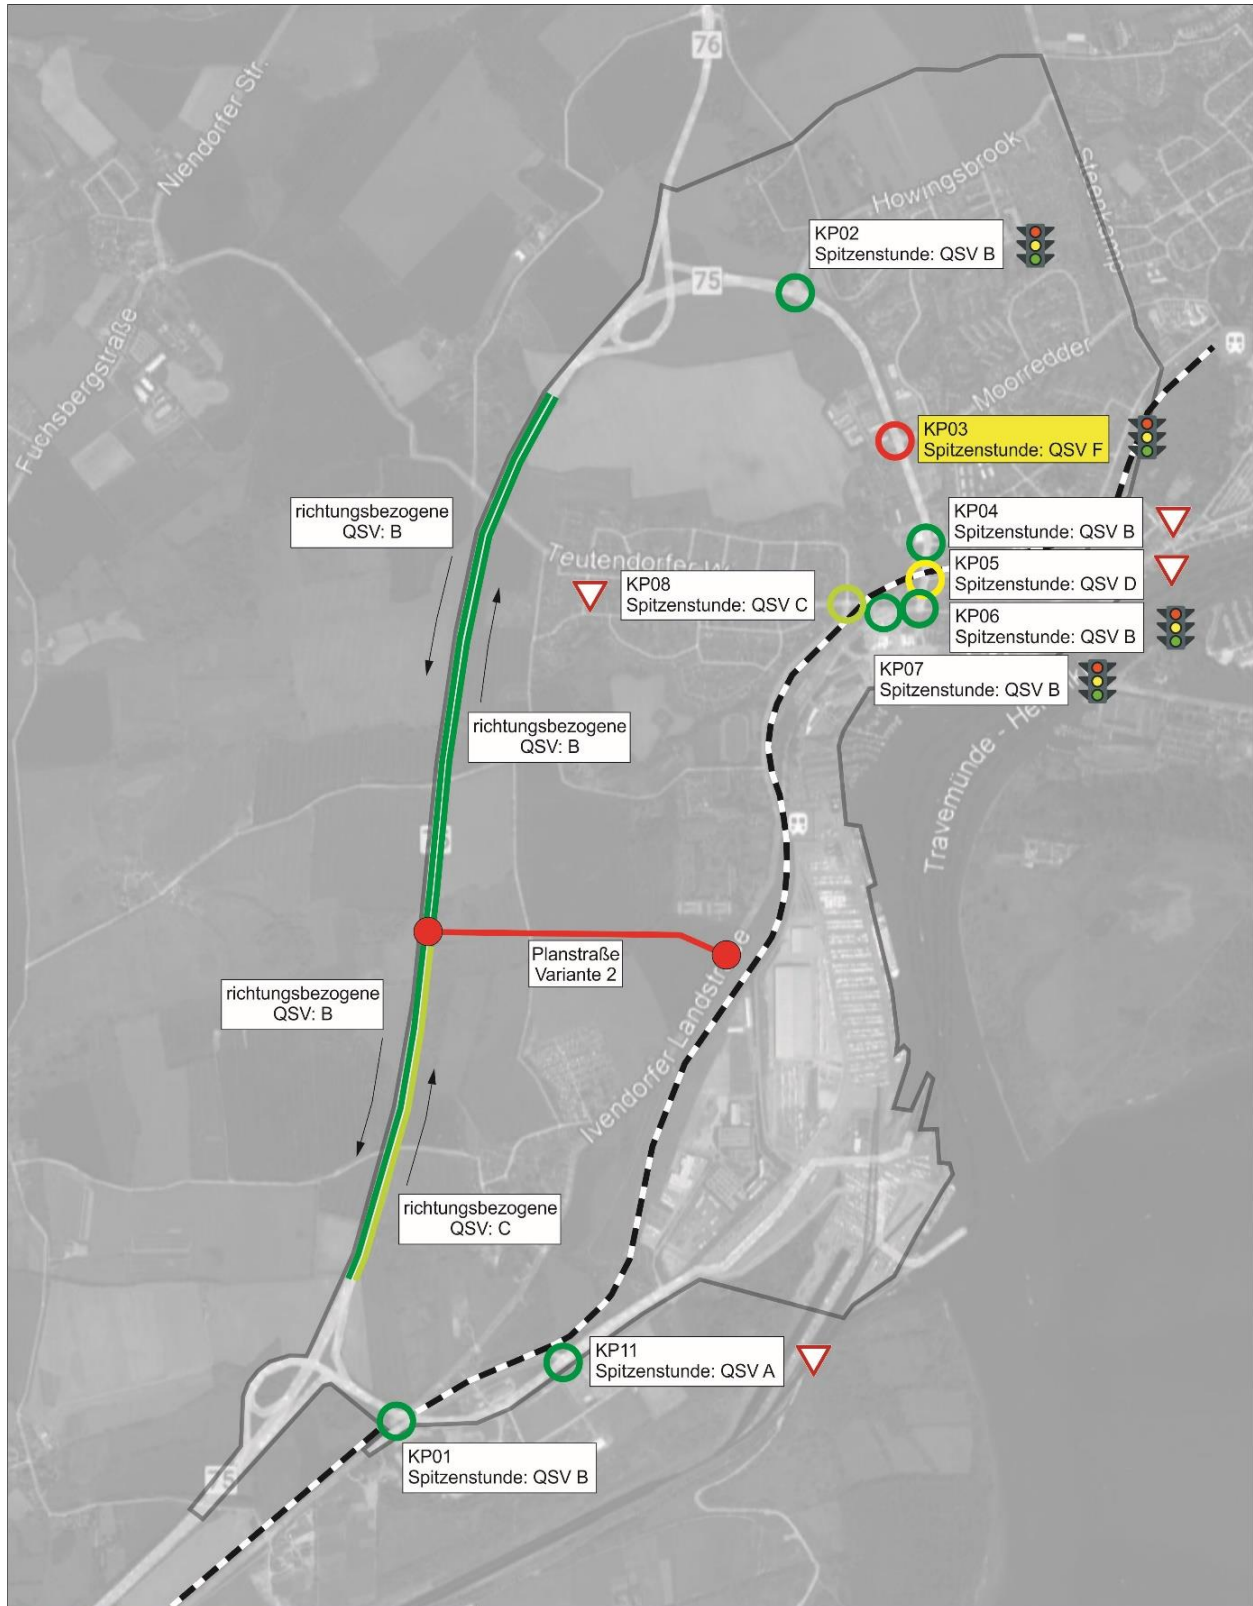 76
Niendorfer Str.
Howingsbrook
Steenkamp
KP02
Spitzenstunde: QSV B
75
Fuchsbergstraße
Moorredder
KP03
Spitzenstunde: QSV F
richtungsbezogene
QSV: B
KP04
Spitzenstunde: QSV B
Teutendorfer-W
KP05
Spitzenstunde: QSV D
KP08
Spitzenstunde: QSV C
KP06
Spitzenstunde: QSV B
KP07
Spitzenstunde: QSV B
richtungsbezogene
QSV: B
Travemünde - He
Planstraße
Variante 2
richtungsbezogene
QSV: B
Ivendorfer Landstr e
richtungsbezogene
QSV: C
KP11
Spitzenstunde: QSV A
KP01
Spitzenstunde: QSV B
75